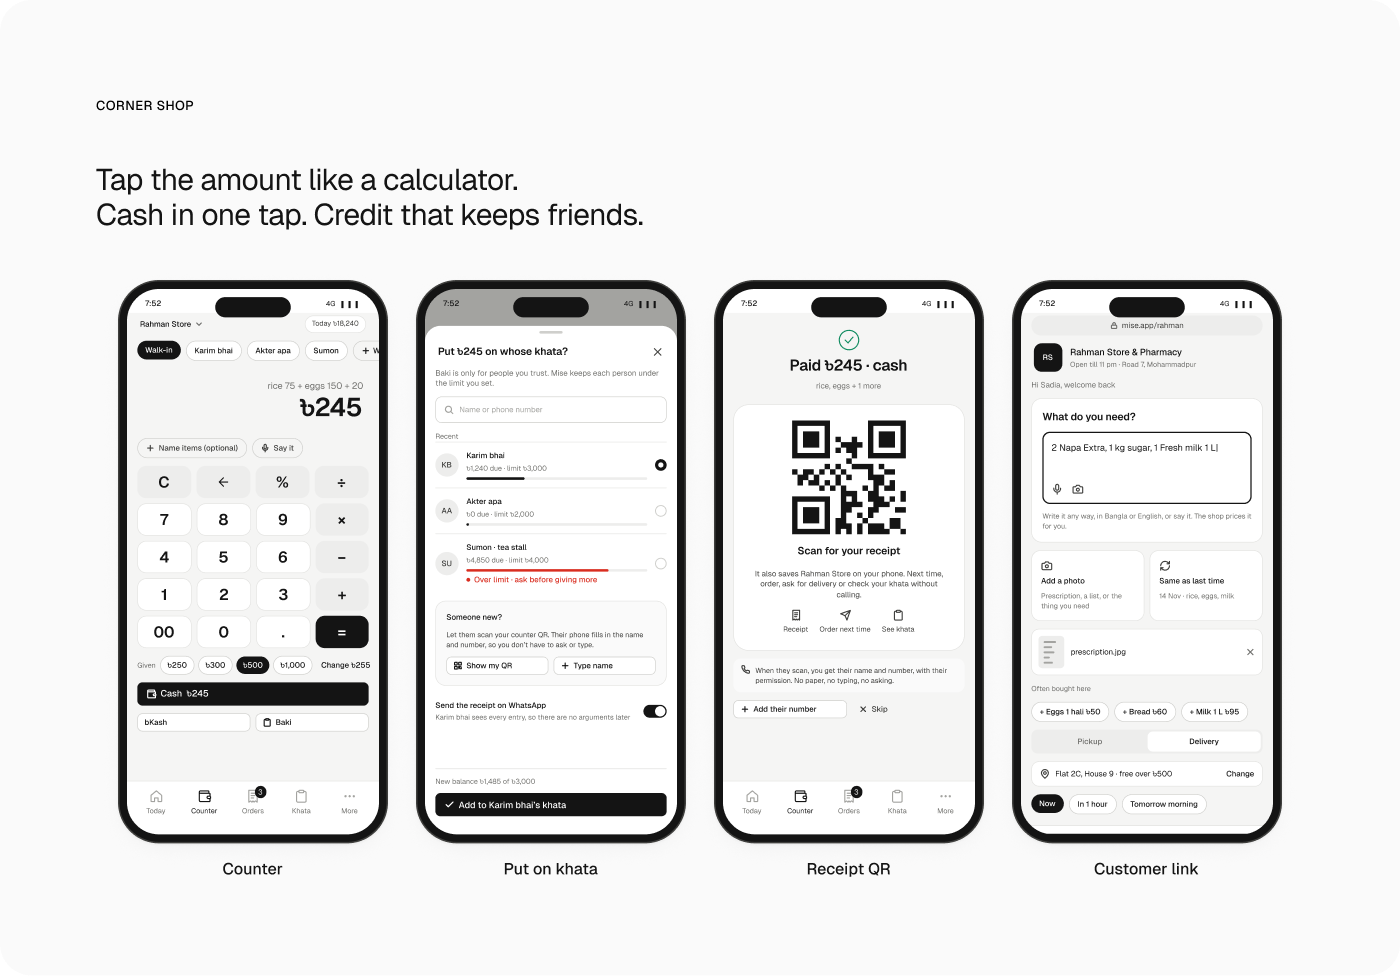 CORNER SHOP
Tap the amount like a calculator.
Cash in one tap. Credit that keeps friends.
7:52
4G
Rahman Store
Today ৳18,240
Walk-in
Karim bhai
Akter apa
Sumon
+ W
rice 75 + eggs 150 + 20
৳245
+ Name items (optional)
Say it
C
←
%
÷
7
8
9
×
4
5
6
−
1
2
3
+
00
0
.
=
Given
৳250
৳300
৳500
৳1,000
Change ৳255
Cash ৳245
bKash
Baki
Today
Counter
3
Orders
Khata
More
Counter
7:52
4G
Put ৳245 on whose khata?
Baki is only for people you trust. Mise keeps each person under
the limit you set.
Name or phone number
Recent
KB
Karim bhai
৳1,240 due · limit ৳3,000
AA
Akter apa
৳0 due · limit ৳2,000
SU
Sumon · tea stall
৳4,850 due · limit ৳4,000
Over limit · ask before giving more
Someone new?
Let them scan your counter QR. Their phone fills in the name
and number, so you don't have to ask or type.
Show my QR
+ Type name
Send the receipt on WhatsApp
Karim bhai sees every entry, so there are no arguments later
New balance ৳1,485 of ৳3,000
Add to Karim bhai's khata
Put on khata
7:52
4G
Paid ৳245 · cash
rice, eggs + 1 more
Scan for your receipt
It also saves Rahman Store on your phone. Next time,
order, ask for delivery or check your khata without
calling.
Receipt
Order next time
See khata
When they scan, you get their name and number, with their
permission. No paper, no typing, no asking.
+ Add their number
Skip
Today
Counter
3
Orders
Khata
More
Receipt QR
7:52
4G
mise.app/rahman
RS
Rahman Store & Pharmacy
Open till 11 pm · Road 7, Mohammadpur
Hi Sadia, welcome back
What do you need?
2 Napa Extra, 1 kg sugar, 1 Fresh milk 1 L
Write it any way, in Bangla or English, or say it. The shop prices it
for you.
Add a photo
Prescription, a list, or the
thing you need
Same as last time
14 Nov · rice, eggs, milk
prescription.jpg
Often bought here
+ Eggs 1 hali ৳50
+ Bread ৳60
+ Milk 1 L ৳95
Pickup
Delivery
Flat 2C, House 9 · free over ৳500
Change
Now
In 1 hour
Tomorrow morning
Customer link